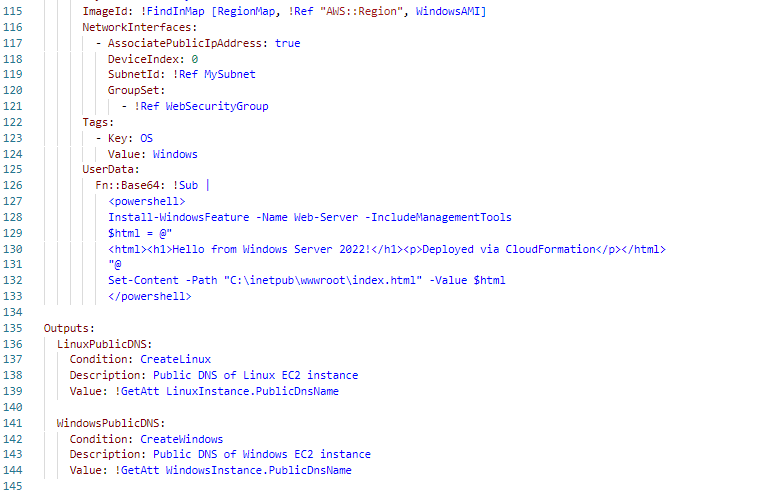 115 ImageId: !FindInMap [RegionMap, !Ref "AWS::Region", WindowsAMI]
116 NetworkInterfaces:
117 - AssociatePublicIpAddress: true
118 DeviceIndex: 0
119 SubnetId: !Ref MySubnet
120 GroupSet:
121 - !Ref WebSecurityGroup
122 Tags:
123 - Key: OS
124 Value: Windows
125 UserData:
126 Fn::Base64: !Sub |
127 <powershell>
128 Install-WindowsFeature -Name Web-Server -IncludeManagementTools
129 $html = @"
130 <html><h1>Hello from Windows Server 2022!</h1><p>Deployed via CloudFormation</p></html>
131 "@
132 Set-Content -Path "C:\inetpub\wwwroot\index.html" -Value $html
133 </powershell>
134
135 Outputs:
136 LinuxPublicDNS:
137 Condition: CreateLinux
138 Description: Public DNS of Linux EC2 instance
139 Value: !GetAtt LinuxInstance.PublicDnsName
140
141 WindowsPublicDNS:
142 Condition: CreateWindows
143 Description: Public DNS of Windows EC2 instance
144 Value: !GetAtt WindowsInstance.PublicDnsName
145